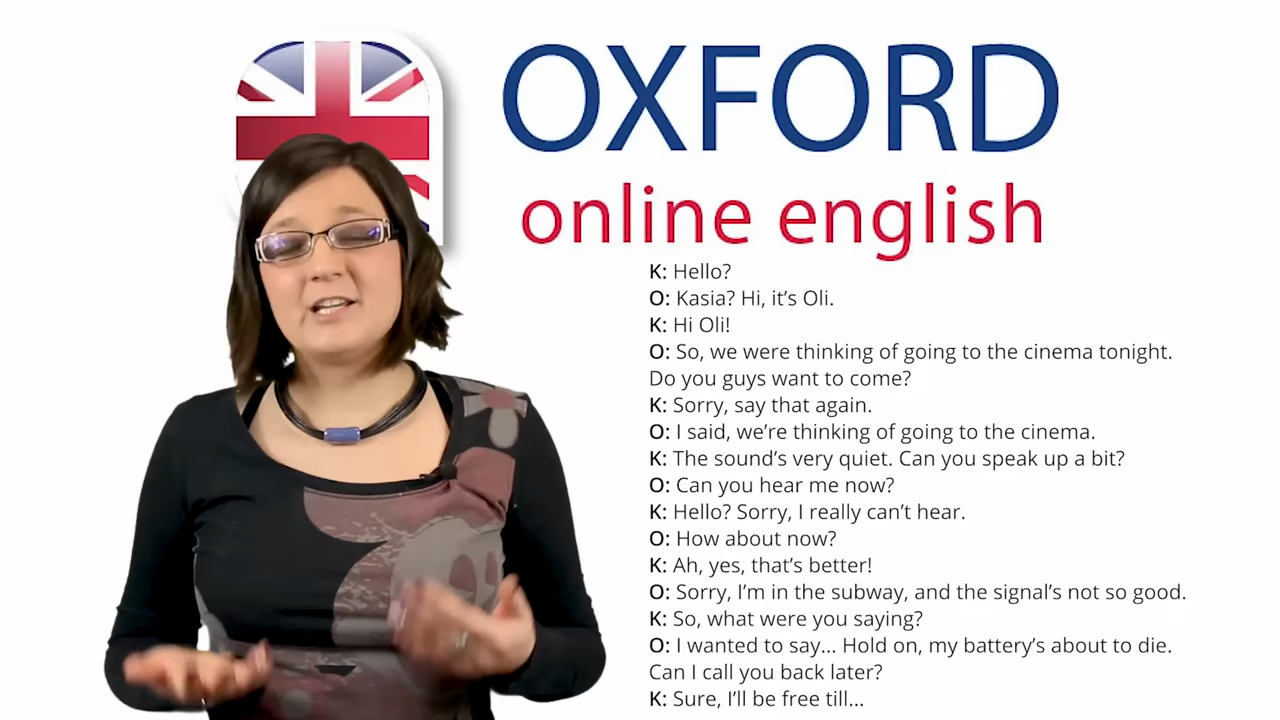 OXFORD
online english
K: Hello?
O: Kasia? Hi, it’s Oli.
K: Hi Oli!
O: So, we were thinking of going to the cinema tonight.
Do you guys want to come?
K: Sorry, say that again.
O: I said, we’re thinking of going to the cinema.
K: The sound’s very quiet. Can you speak up a bit?
O: Can you hear me now?
K: Hello? Sorry, I really can’t hear.
O: How about now?
K: Ah, yes, that’s better!
O: Sorry, I’m in the subway, and the signal’s not so good.
K: So, what were you saying?
O: I wanted to say... Hold on, my battery’s about to die.
Can I call you back later?
K: Sure, I’ll be free till...